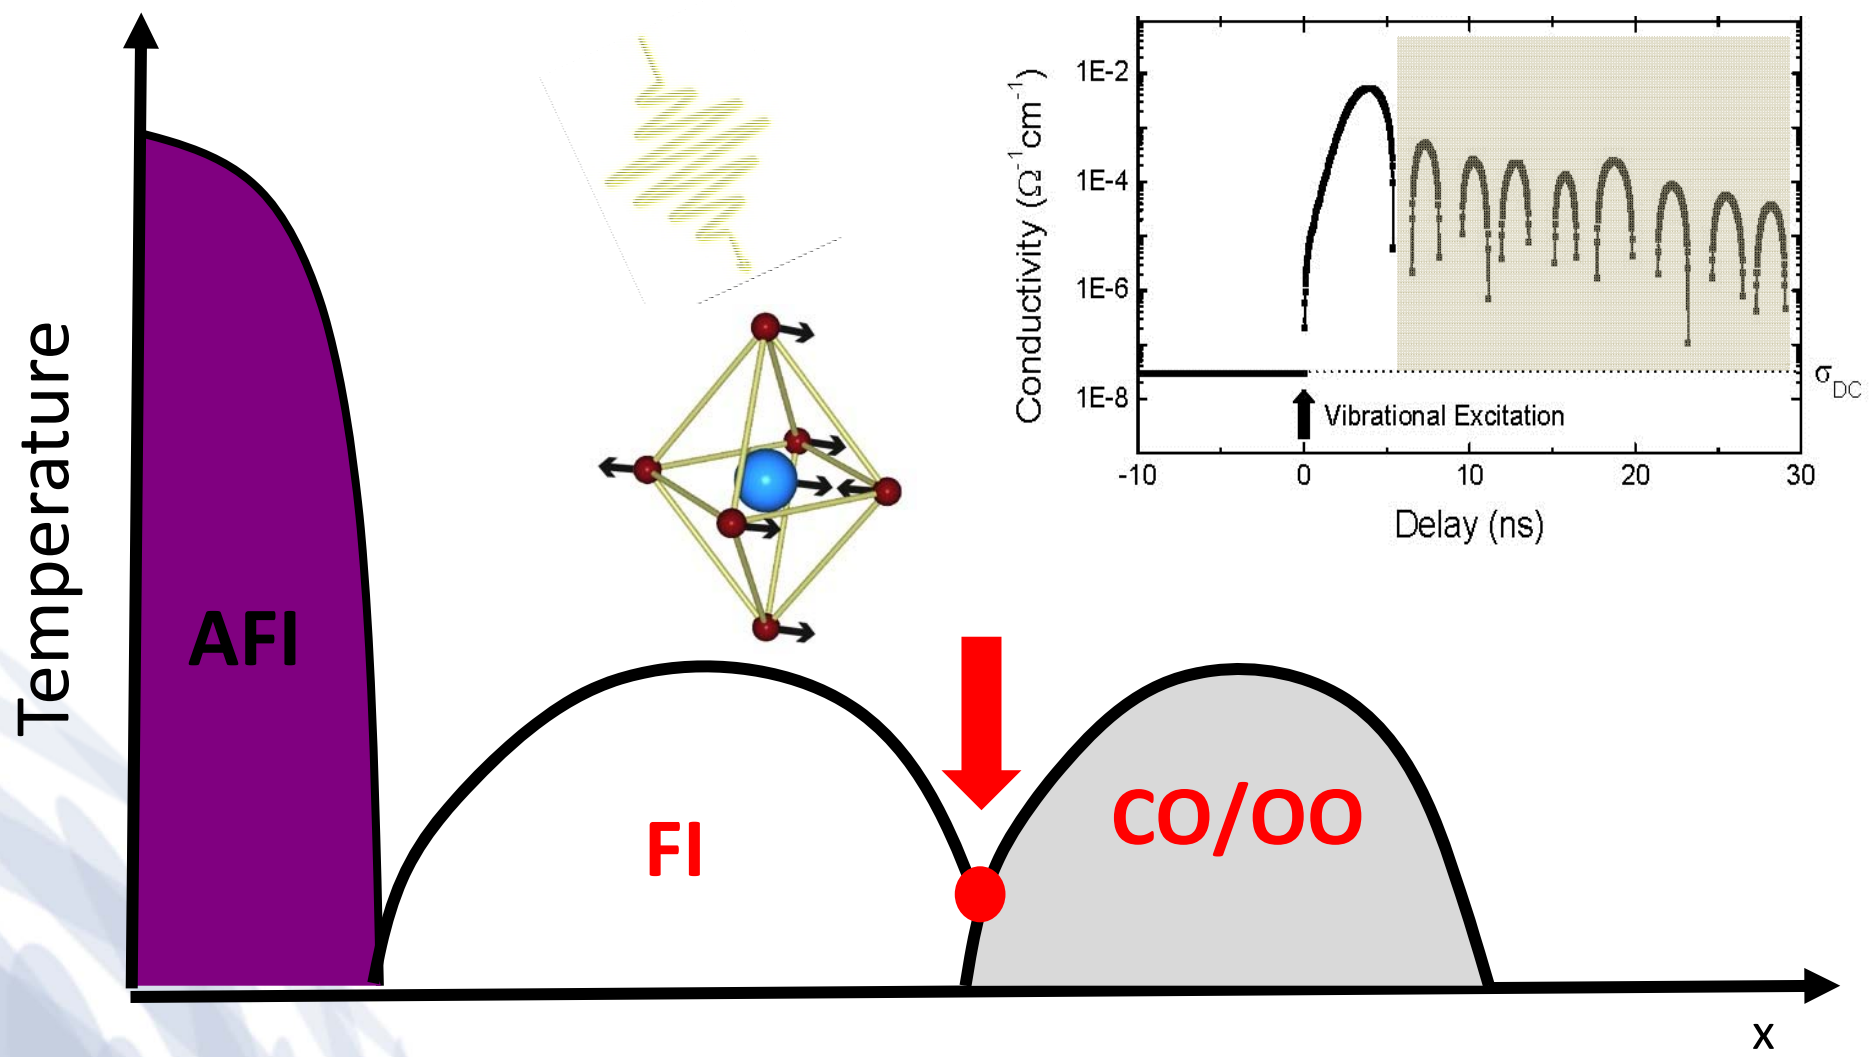 Temperature
AFI
FI
CO/OO
x
Conductivity (Ω⁻¹cm⁻¹)
1E-2
1E-4
1E-6
1E-8
σDC
Vibrational Excitation
-10 0 10 20 30
Delay (ns)